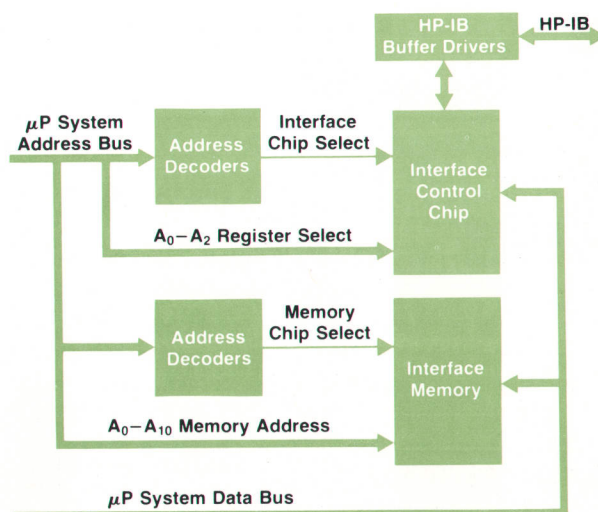 HP-IB
Buffer Drivers
HP-IB
μP System
Address Bus
Address
Decoders
Interface
Chip Select
Interface
Control
Chip
A₀–A₂ Register Select
Address
Decoders
Memory
Chip Select
Interface
Memory
A₀–A₁₀ Memory Address
μP System Data Bus